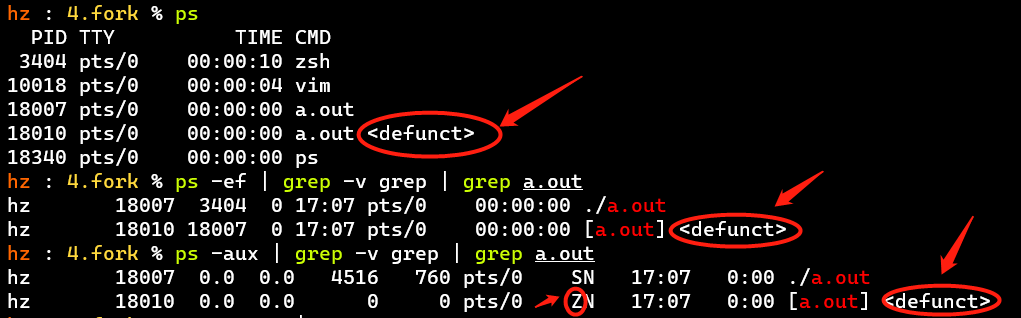 hz : 4.fork % ps
PID TTY TIME CMD
3404 pts/0 00:00:10 zsh
10018 pts/0 00:00:04 vim
18007 pts/0 00:00:00 a.out
18010 pts/0 00:00:00 a.out <defunct>
18340 pts/0 00:00:00 ps
hz : 4.fork % ps -ef | grep -v grep | grep a.out
hz 18007 3404 0 17:07 pts/0 00:00:00 ./a.out
hz 18010 18007 0 17:07 pts/0 00:00:00 [a.out] <defunct>
hz : 4.fork % ps -aux | grep -v grep | grep a.out
hz 18007 0.0 0.0 4516 760 pts/0 SN 17:07 0:00 ./a.out
hz 18010 0.0 0.0 0 0 pts/0 ZN 17:07 0:00 [a.out] <defunct>